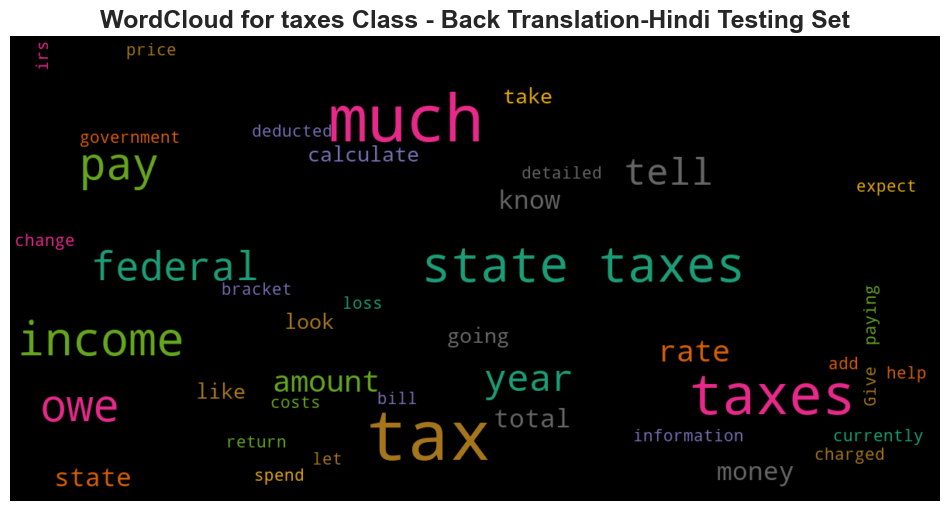 WordCloud for taxes Class - Back Translation-Hindi Testing Set
irs
price
take
much
deducted
government
calculate
pay
detailed
tell
expect
know
change
federal
state taxes
bracket
loss
paying
look
income
going
rate
add
help
Give
year
amount
like
costs
bill
taxes
owe
total
tax
information
currently
return
charged
let
state
spend
money